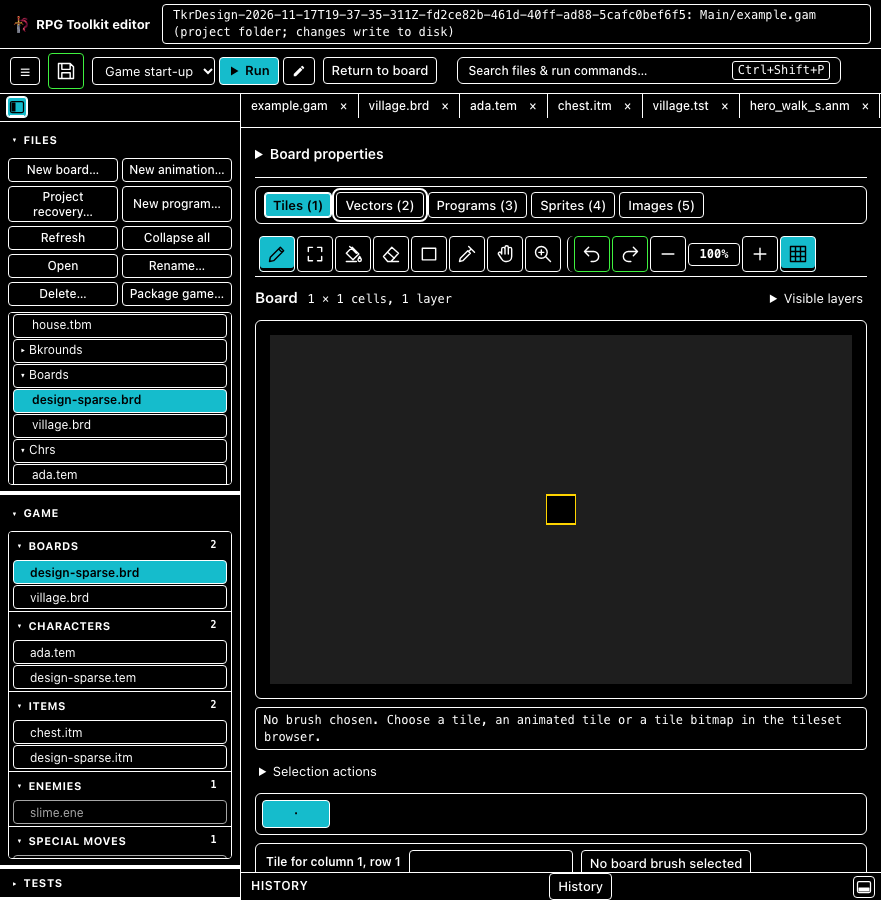 RPG Toolkit editor
TkrDesign-2026-11-17T19-37-35-311Z-fd2ce82b-461d-40ff-ad88-5cafc0bef6f5: Main/example.gam
(project folder; changes write to disk)
Game start-up
Run
Return to board
Search files & run commands...
Ctrl+Shift+P
example.gam ×
village.brd ×
ada.tem ×
chest.itm ×
village.tst ×
hero_walk_s.anm ×
FILES
New board...
New animation...
Project
recovery...
New program...
Refresh
Collapse all
Open
Rename...
Delete...
Package game...
house.tbm
Bkrounds
Boards
design-sparse.brd
village.brd
Chrs
ada.tem
GAME
BOARDS 2
design-sparse.brd
village.brd
CHARACTERS 2
ada.tem
design-sparse.tem
ITEMS 2
chest.itm
design-sparse.itm
ENEMIES 1
slime.ene
SPECIAL MOVES 1
TESTS
Board properties
Tiles (1)
Vectors (2)
Programs (3)
Sprites (4)
Images (5)
100%
Board 1 × 1 cells, 1 layer
Visible layers
No brush chosen. Choose a tile, an animated tile or a tile bitmap in the tileset
browser.
Selection actions
·
Tile for column 1, row 1
No board brush selected
HISTORY
History